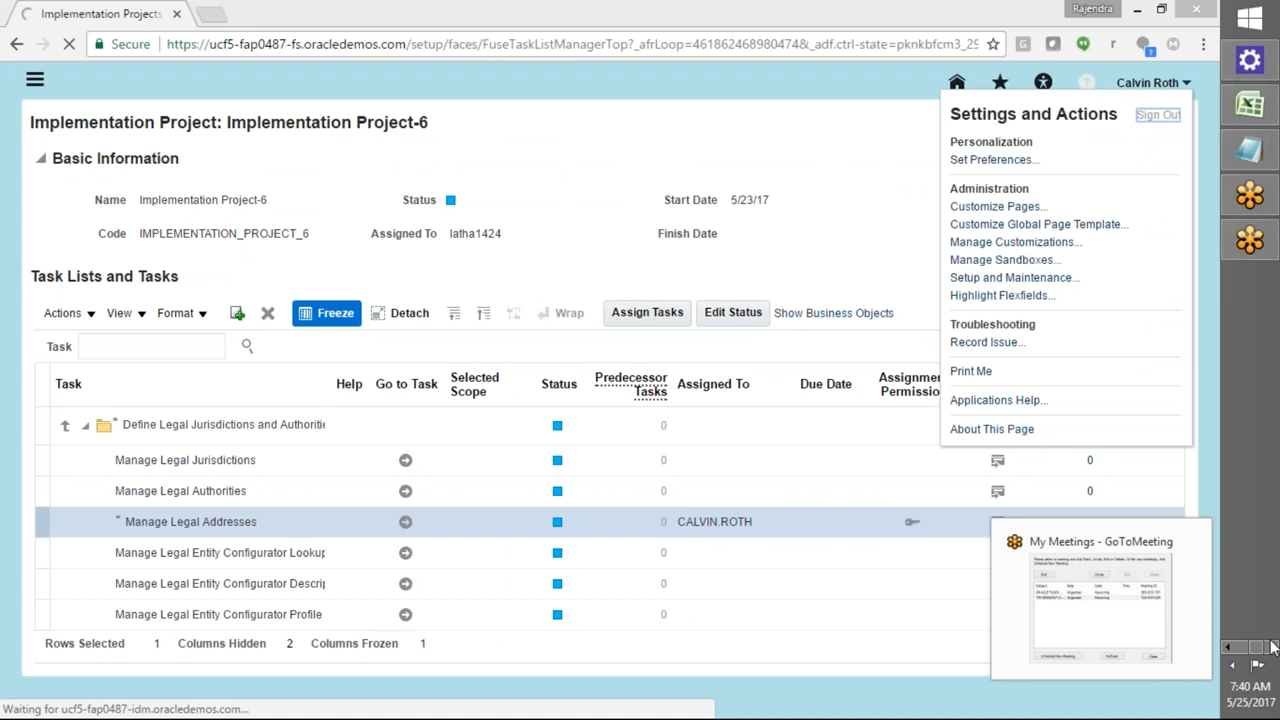 Implementation Projects
Rajendra
Secure
https://ucf5-fap0487-fs.oracledemos.com/setup/faces/FuseTaskListManagerTop?_afrLoop=4618624689804748&_adf.ctrl-state=pknkbfcm3_29
Calvin Roth
Implementation Project: Implementation Project-6
Basic Information
Name Implementation Project-6 Status Start Date 5/23/17
Code IMPLEMENTATION_PROJECT_6 Assigned To latha1424 Finish Date
Task Lists and Tasks
Actions View Format Freeze Detach Wrap Assign Tasks Edit Status Show Business Objects
Task
Task Help Go to Task Selected Scope Status Predecessor Tasks Assigned To Due Date Assignmen Permissio
* Define Legal Jurisdictions and Authoritie 0
Manage Legal Jurisdictions 0 0
Manage Legal Authorities 0 0
* Manage Legal Addresses 0 CALVIN.ROTH
Manage Legal Entity Configurator Lookup 0
Manage Legal Entity Configurator Descrip 0
Manage Legal Entity Configurator Profile 0
Rows Selected 1 Columns Hidden 2 Columns Frozen 1
Waiting for ucf5-fap0487-idm.oracledemos.com...
Settings and Actions Sign Out
Personalization
Set Preferences...
Administration
Customize Pages...
Customize Global Page Template...
Manage Customizations...
Manage Sandboxes...
Setup and Maintenance...
Highlight Flexfields...
Troubleshooting
Record Issue...
Print Me
Applications Help...
About This Page
My Meetings - GoToMeeting
7:40 AM
5/25/2017